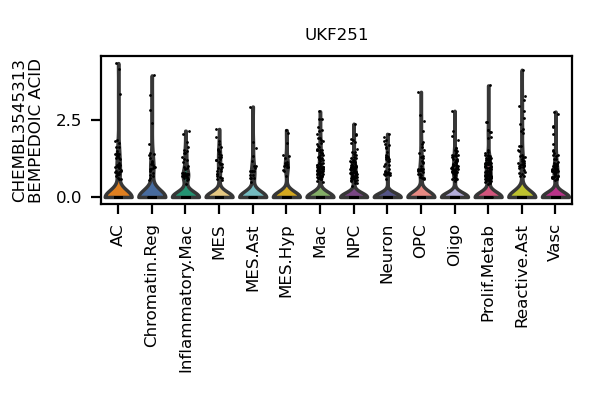 UKF251
CHEMBL3545313
BEMPEDOIC ACID
2.5
0.0
AC
Chromatin.Reg
Inflammatory.Mac
MES
MES.Ast
MES.Hyp
Mac
NPC
Neuron
OPC
Oligo
Prolif.Metab
Reactive.Ast
Vasc